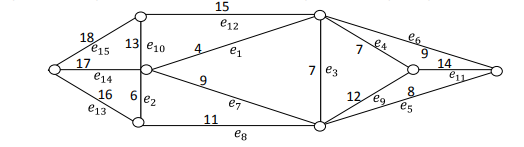 15
18 e₁₂ e₆
e₁₅ 13 e₁₀ 4 e₁ 7 e₄ 9
17 14
e₁₄ 9 7 e₃ e₁₁
16 6 e₂ e₇ 12 e₉ 8
e₁₃ 11 e₅
e₈